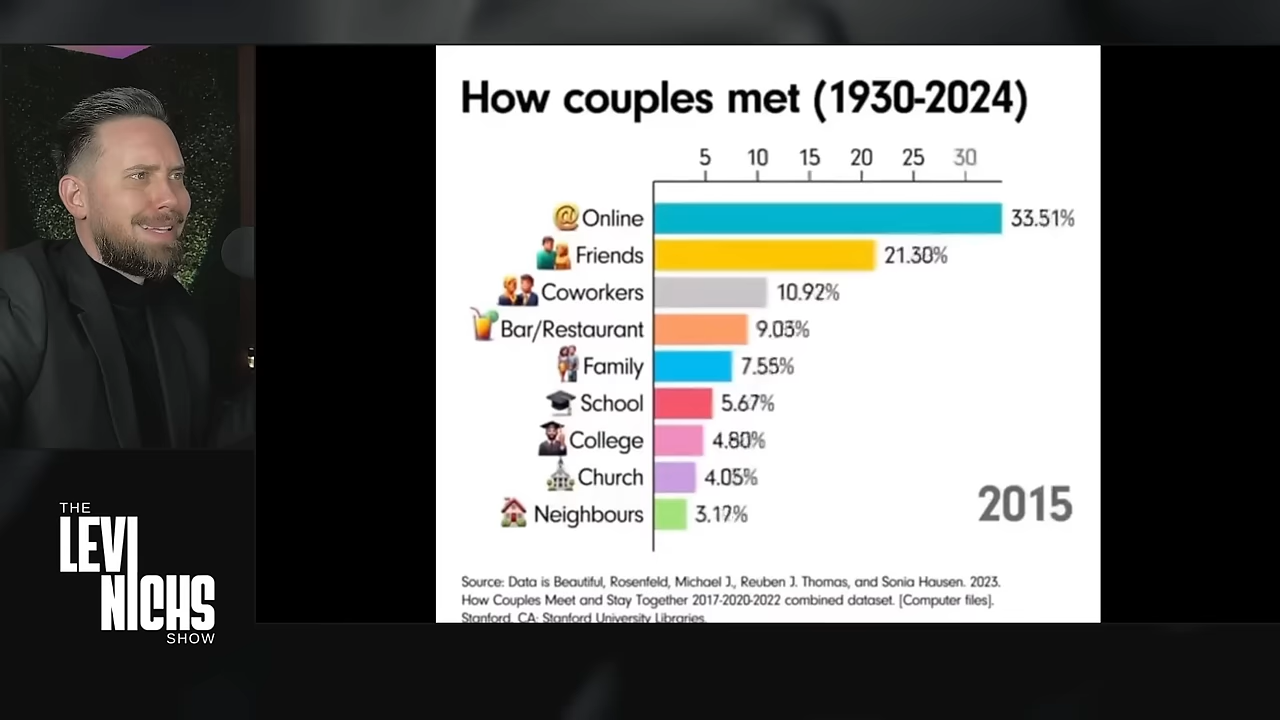 How couples met (1930-2024)
5 10 15 20 25 30
@ Online 33.51%
Friends 21.30%
Coworkers 10.92%
Bar/Restaurant 9.03%
Family 7.55%
School 5.67%
College 4.80%
Church 4.05%
Neighbours
2015
Source: Data is Beautiful, Rosenfeld, Michael J., Reuben J. Thomas, and Sonia Hausen. 2023.
How Couples Meet and Stay Together 2017-2020-2022 combined dataset. [Computer files].
Stanford, CA: Stanford University Libraries.
THE
LEVI
NICHS
SHOW